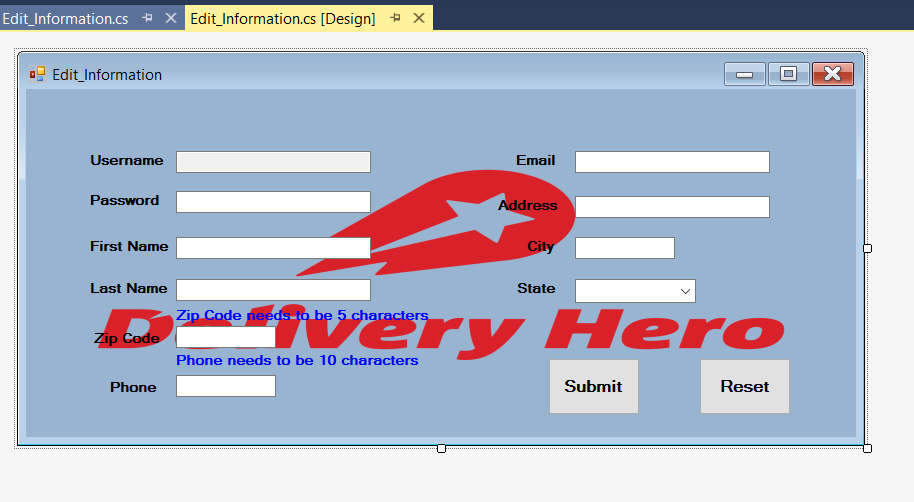 Edit_Information.cs
Edit_Information.cs [Design]
Edit_Information
Username
Email
Password
Address
First Name
City
Last Name
State
Zip Code needs to be 5 characters
Delivery Hero
Zip Code
Phone needs to be 10 characters
Phone
Submit
Reset